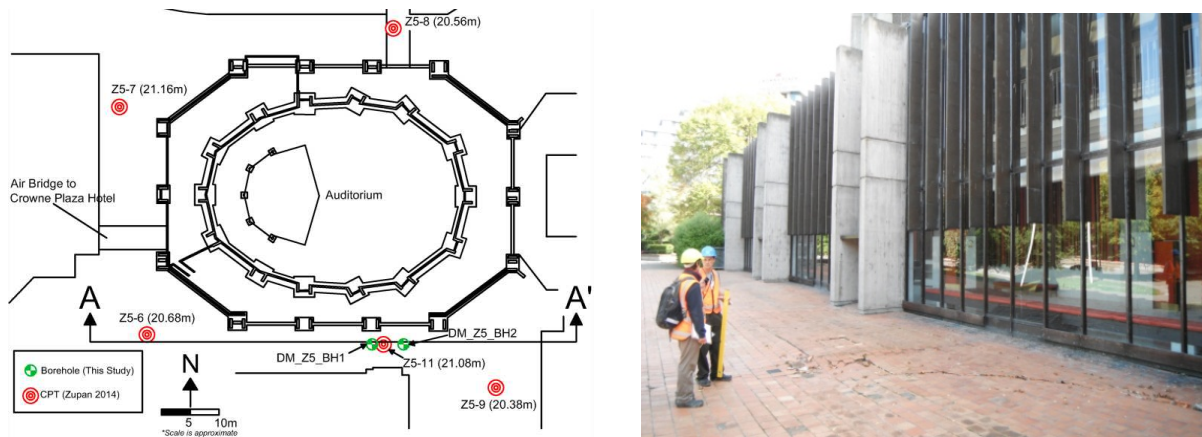 Z5-8 (20.56m)
Z5-7 (21.16m)
Air Bridge to
Crowne Plaza Hotel
Auditorium
A
A'
Z5-6 (20.68m)
DM_Z5_BH2
DM_Z5_BH1
Z5-11 (21.08m)
N
Borehole (This Study)
CPT (Zupan 2014)
Z5-9 (20.38m)
5 10m
*Scale is approximate